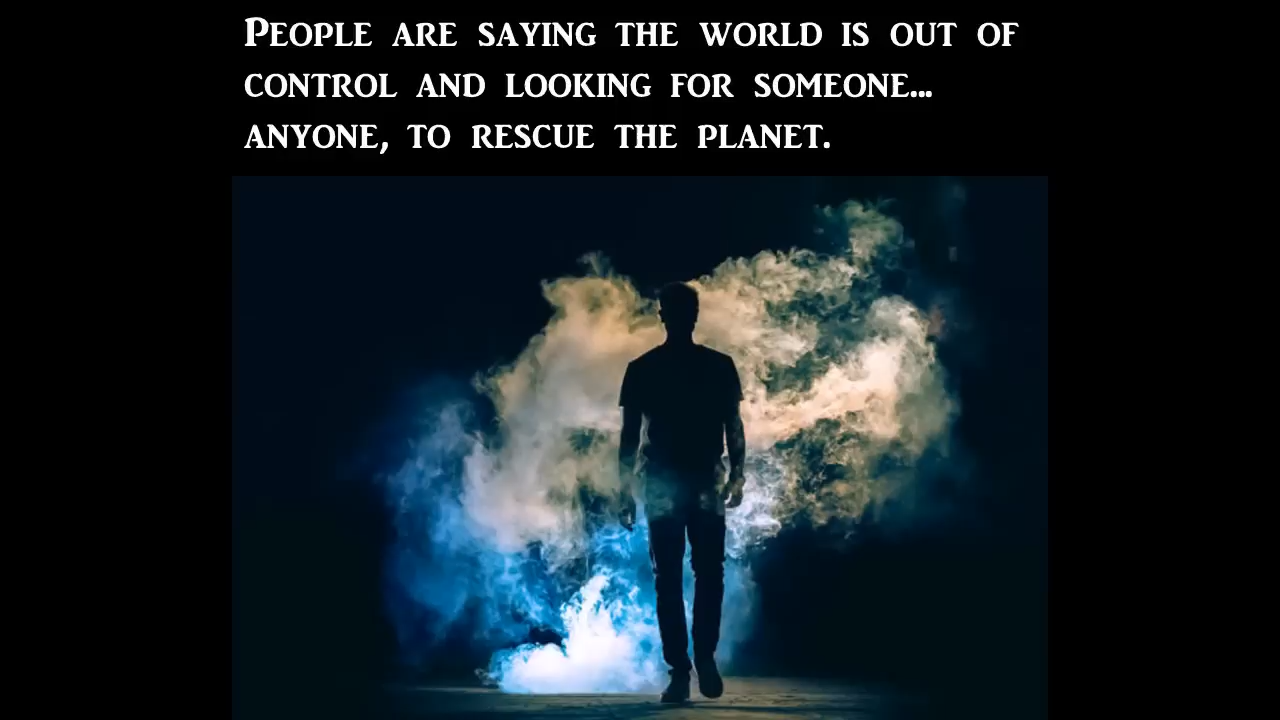 People are saying the world is out of
control and looking for someone...
anyone, to rescue the planet.